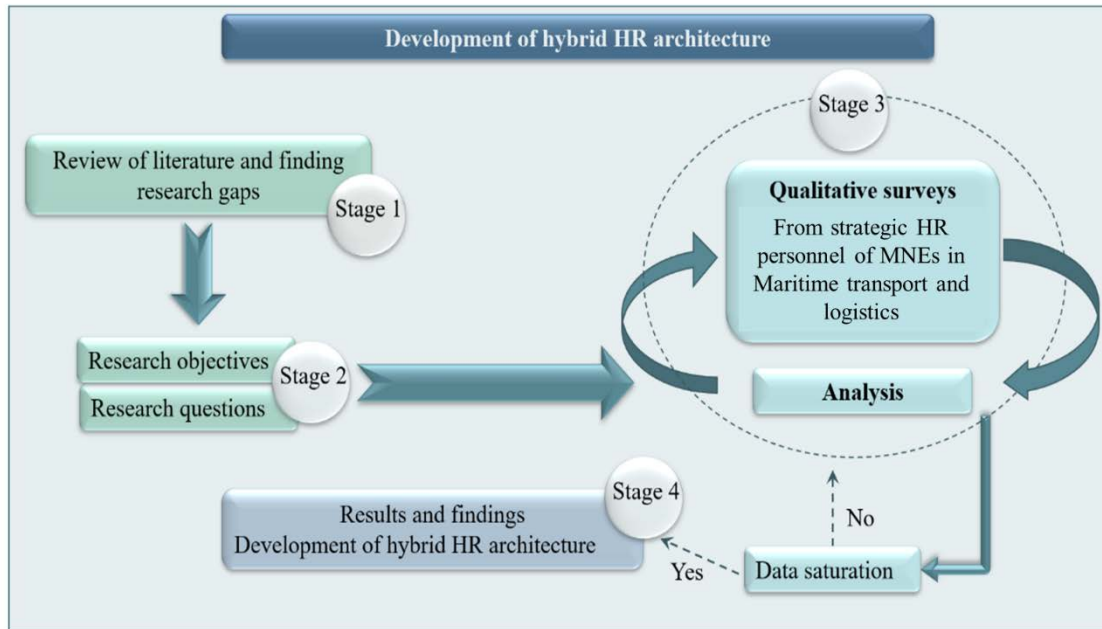 Development of hybrid HR architecture
Review of literature and finding
research gaps
Stage 1
Research objectives
Research questions
Stage 2
Stage 3
Qualitative surveys
From strategic HR
personnel of MNEs in
Maritime transport and
logistics
Analysis
No
Data saturation
Yes
Stage 4
Results and findings
Development of hybrid HR architecture